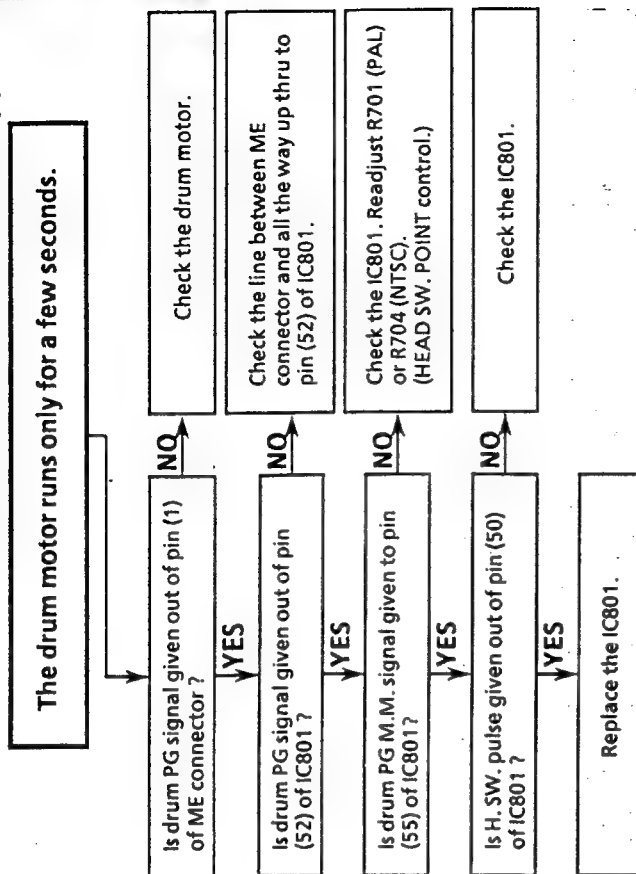 The drum motor runs only for a few seconds.
Is drum PG signal given out of pin (1)
of ME connector ?
NO
Check the drum motor.
YES
Is drum PG signal given out of pin
(52) of IC801 ?
NO
Check the line between ME
connector and all the way up thru to
pin (52) of IC801.
YES
Is drum PG M.M. signal given to pin
(55) of IC801?
NO
Check the IC801. Readjust R701 (PAL)
or R704 (NTSC).
(HEAD SW. POINT control.)
YES
Is H. SW. pulse given out of pin (50)
of IC801 ?
NO
Check the IC801.
YES
Replace the IC801.